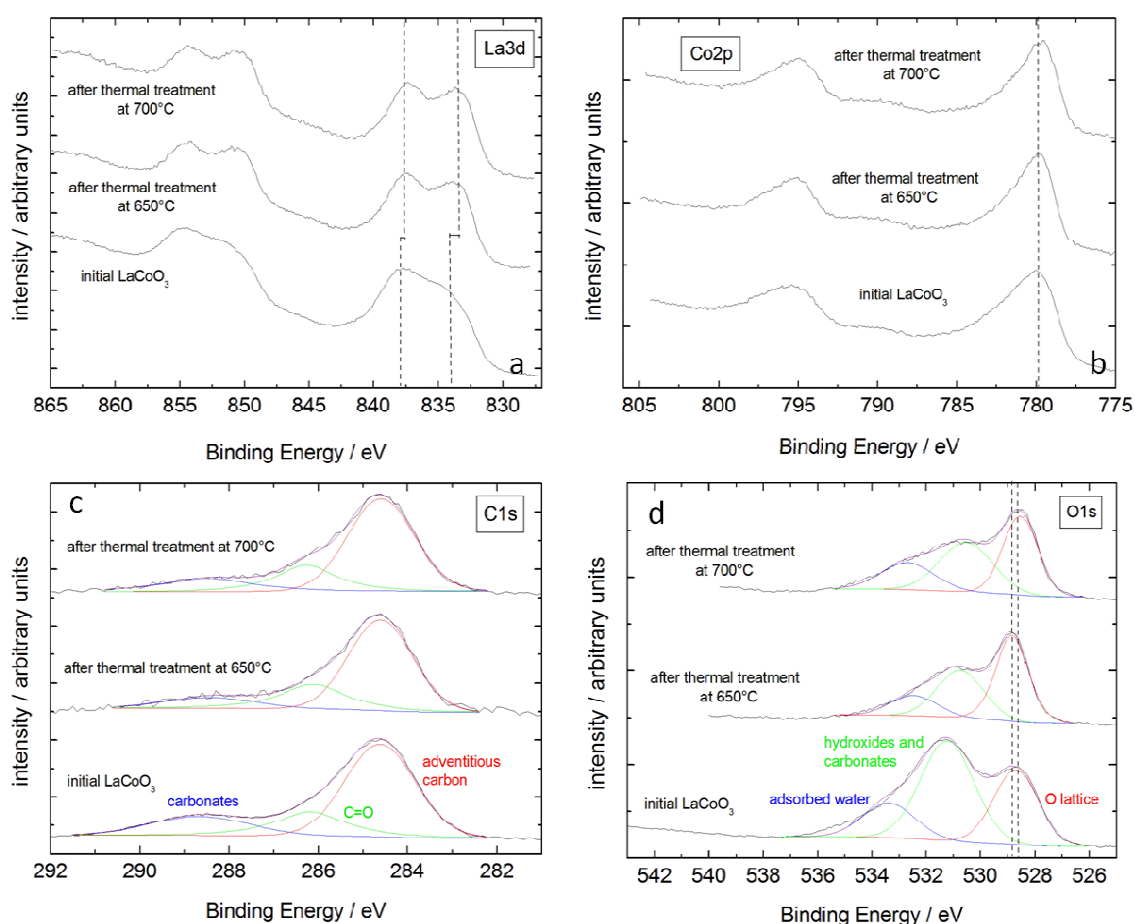 La3d
after thermal treatment
at 700°C
after thermal treatment
at 650°C
initial LaCoO₃
a
intensity / arbitrary units
865 860 855 850 845 840 835 830
Binding Energy / eV
Co2p
after thermal treatment
at 700°C
after thermal treatment
at 650°C
initial LaCoO₃
b
intensity / arbitrary units
805 800 795 790 785 780 775
Binding Energy / eV
c
C1s
after thermal treatment at 700°C
after thermal treatment at 650°C
initial LaCoO₃
carbonates
C=O
adventitious
carbon
intensity / arbitrary units
292 290 288 286 284 282
Binding Energy / eV
d
O1s
after thermal treatment
at 700°C
after thermal treatment
at 650°C
hydroxides and
carbonates
adsorbed water
O lattice
initial LaCoO₃
intensity / arbitrary units
542 540 538 536 534 532 530 528 526
Binding Energy / eV